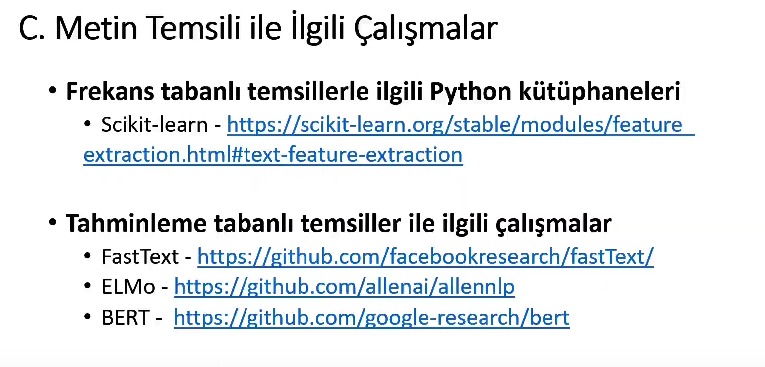 C. Metin Temsili ile İlgili Çalışmalar
• Frekans tabanlı temsillerle ilgili Python kütüphaneleri
• Scikit-learn - https://scikit-learn.org/stable/modules/feature_
extraction.html#text-feature-extraction
• Tahminleme tabanlı temsiller ile ilgili çalışmalar
• FastText - https://github.com/facebookresearch/fastText/
• ELMo - https://github.com/allenai/allennlp
• BERT - https://github.com/google-research/bert